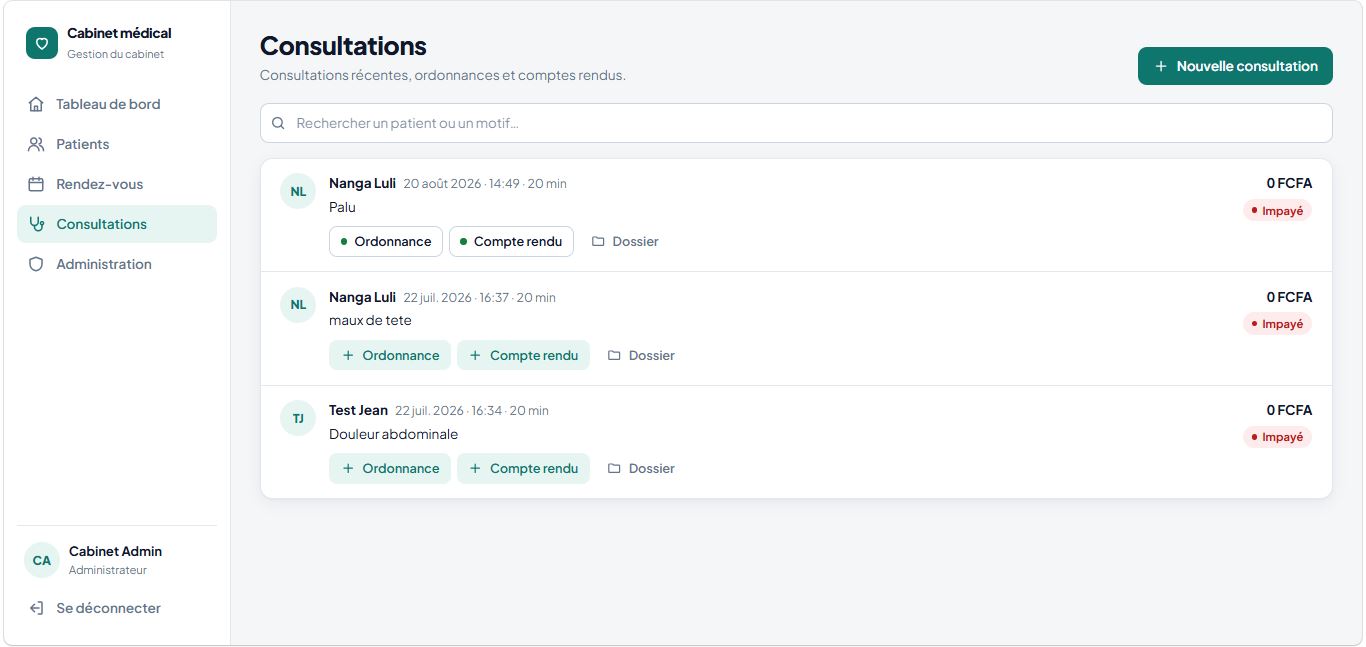 Cabinet médical
Gestion du cabinet
Tableau de bord
Patients
Rendez-vous
Consultations
Administration
Cabinet Admin
CA
Administrateur
Se déconnecter
Consultations
Consultations récentes, ordonnances et comptes rendus.
+ Nouvelle consultation
Rechercher un patient ou un motif...
NL
Nanga Luli 20 août 2026 · 14:49 · 20 min
0 FCFA
Palu
Impayé
Ordonnance
Compte rendu
Dossier
NL
Nanga Luli 22 juil. 2026 · 16:37 · 20 min
0 FCFA
maux de tete
Impayé
+ Ordonnance
+ Compte rendu
Dossier
TJ
Test Jean 22 juil. 2026 · 16:34 · 20 min
0 FCFA
Douleur abdominale
Impayé
+ Ordonnance
+ Compte rendu
Dossier